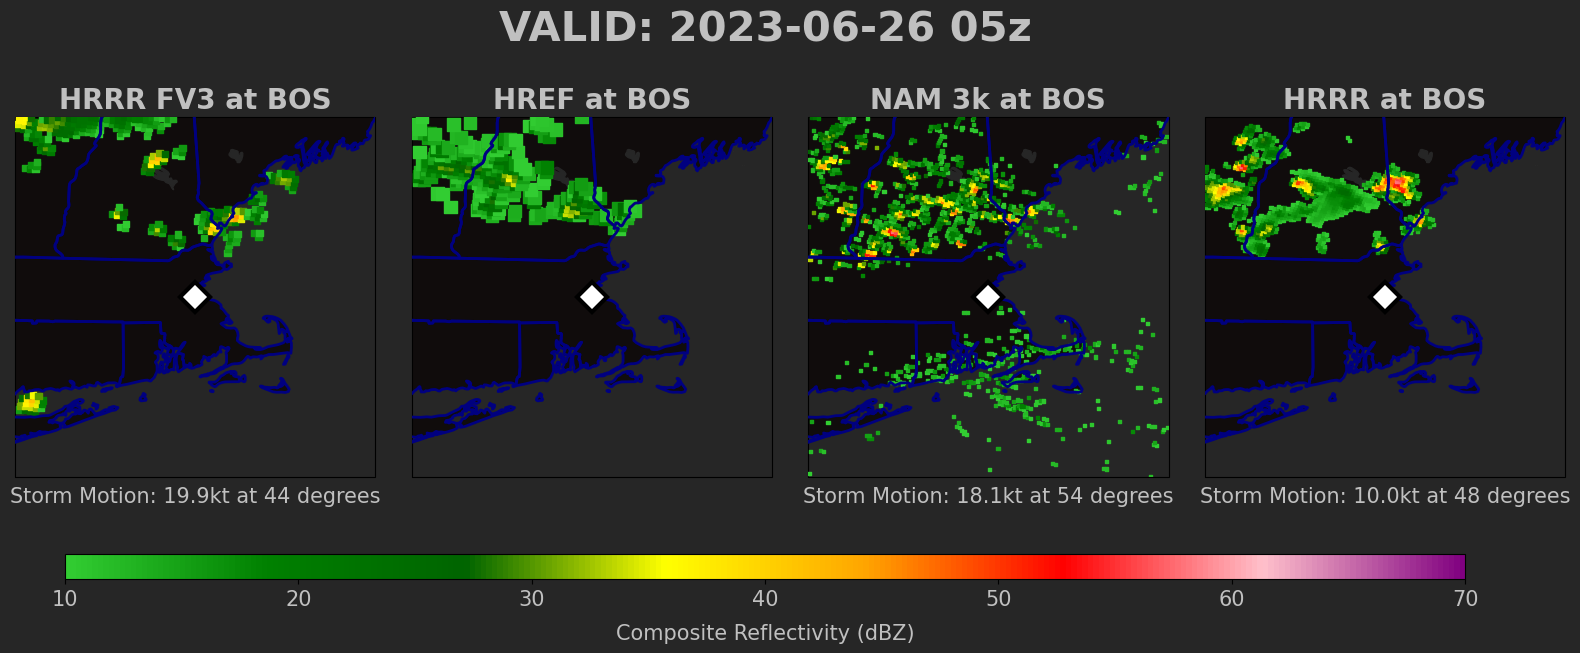 VALID: 2023-06-26 05z
HRRR FV3 at BOS
HREF at BOS
NAM 3k at BOS
HRRR at BOS
Storm Motion: 19.9kt at 44 degrees
Storm Motion: 18.1kt at 54 degrees
Storm Motion: 10.0kt at 48 degrees
10 20 30 40 50 60 70
Composite Reflectivity (dBZ)